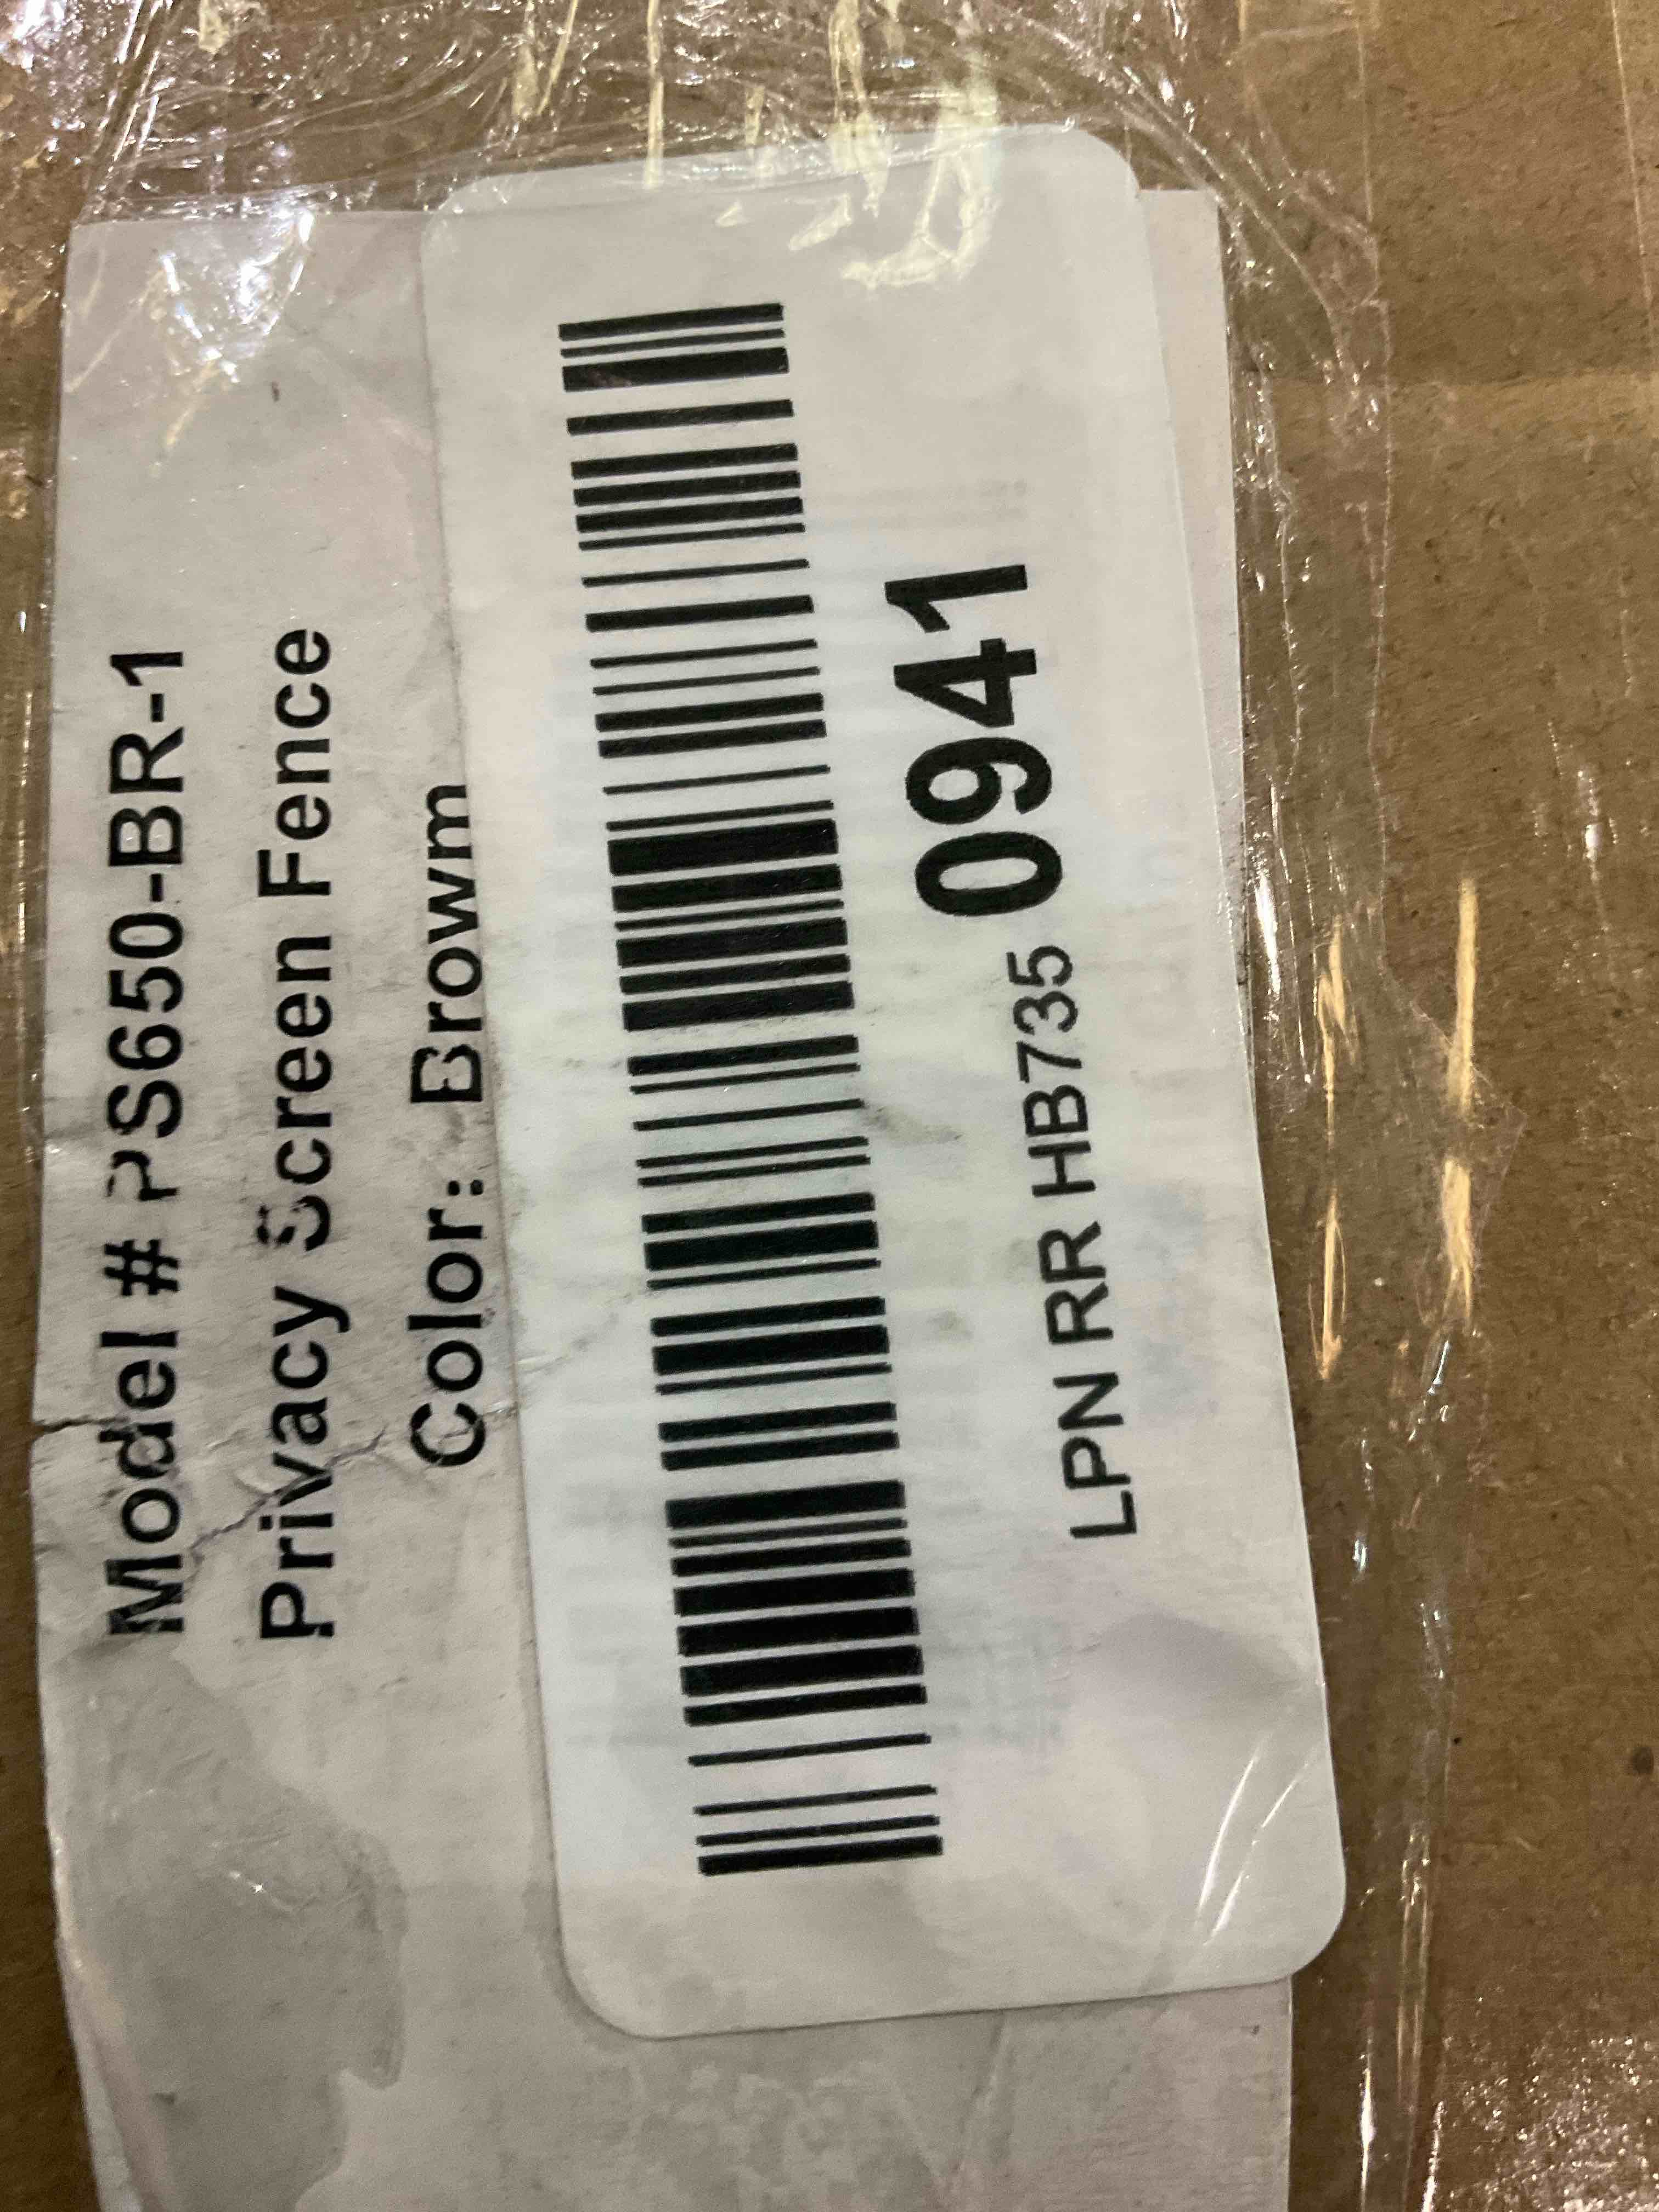 Model # PS650-BR-1
Privacy Screen Fence
Color: Browm
LPN RR HB735 0941